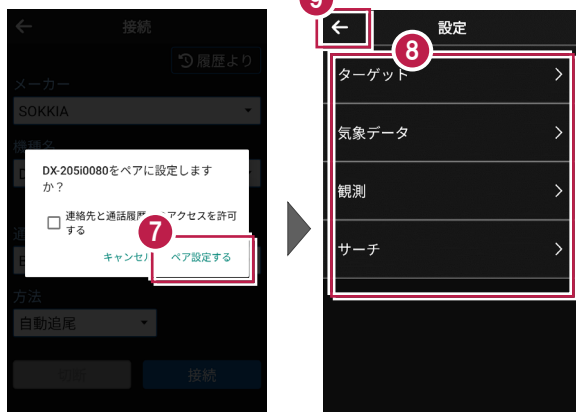 接続
履歴より
メーカー
SOKKIA
機種名
DX-205i0080をペアに設定します
か？
連絡先と通話履歴 アクセスを許可
する
7
キャンセル
ペア設定する
方法
自動追尾
切断
接続
9
設定
8
ターゲット
気象データ
観測
サーチ